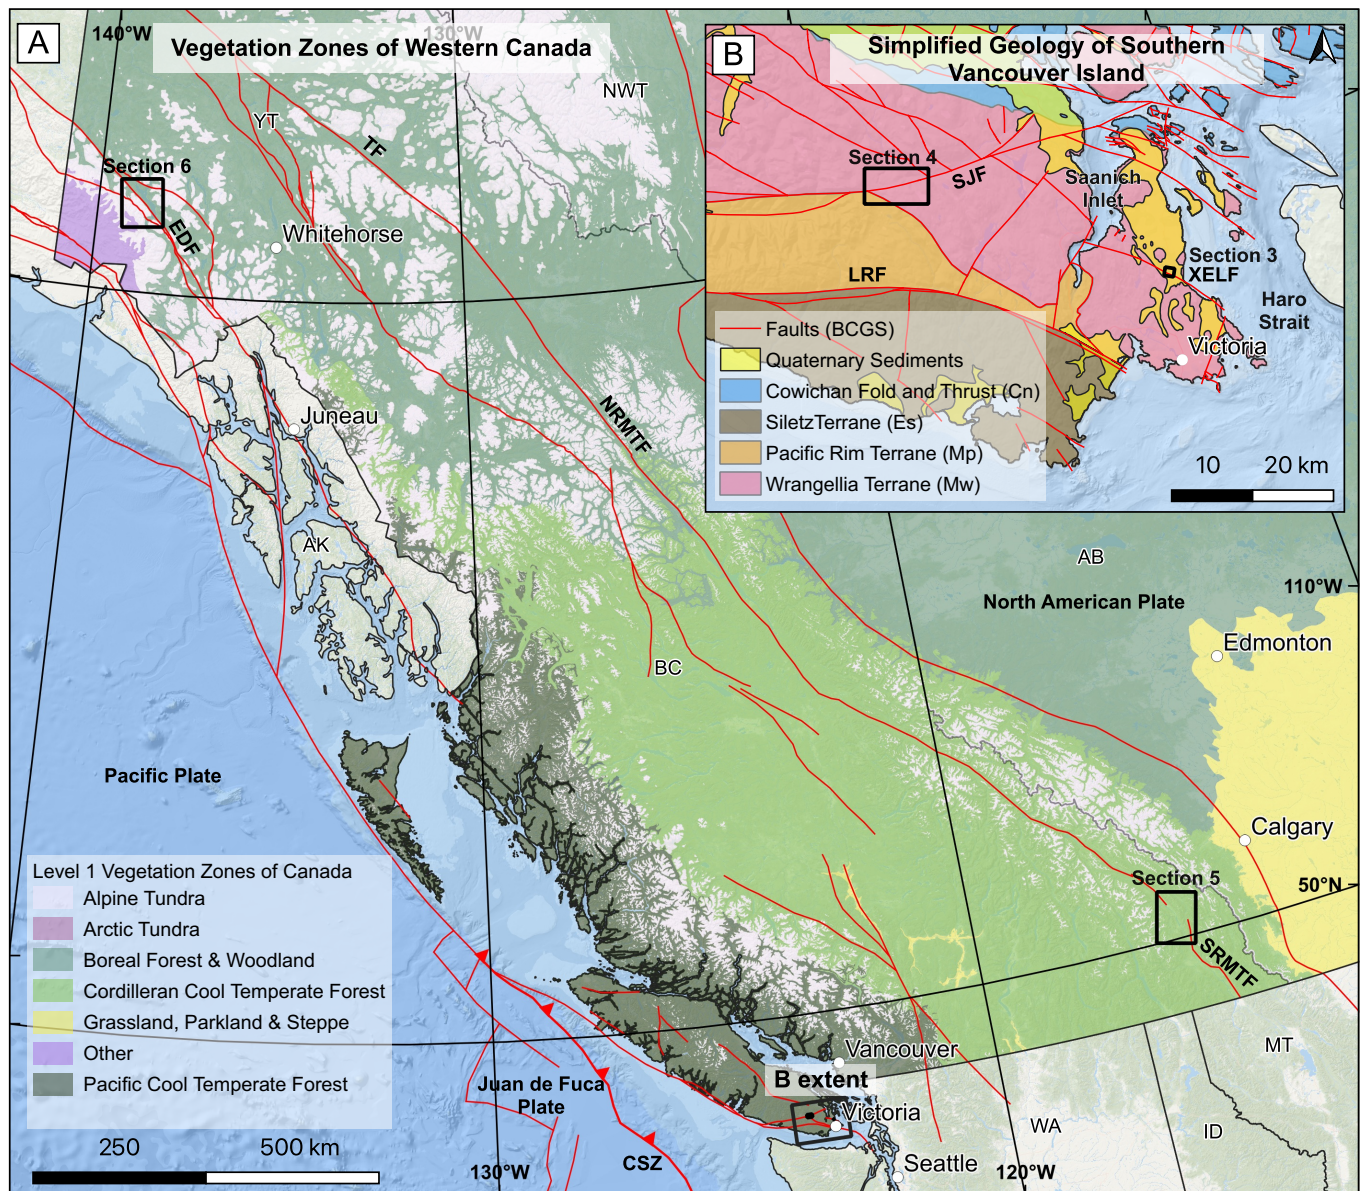 A
140°W
130°W
Vegetation Zones of Western Canada
NWT
YT
TF
Section 6
EDF
Whitehorse
Juneau
NRMTF
AK
BC
AB
North American Plate
110°W
Edmonton
Calgary
50°N
Section 5
SRMTF
Pacific Plate
Level 1 Vegetation Zones of Canada
Alpine Tundra
Arctic Tundra
Boreal Forest & Woodland
Cordilleran Cool Temperate Forest
Grassland, Parkland & Steppe
Other
Pacific Cool Temperate Forest
250
500 km
Juan de Fuca
Plate
130°W
CSZ
Vancouver
B extent
Victoria
Seattle
120°W
WA
ID
MT
B
Simplified Geology of Southern
Vancouver Island
Section 4
SJF
Saanich
Inlet
Section 3
XELF
LRF
Haro
Strait
Victoria
Faults (BCGS)
Quaternary Sediments
Cowichan Fold and Thrust (Cn)
SiletzTerrane (Es)
Pacific Rim Terrane (Mp)
Wrangellia Terrane (Mw)
10
20 km